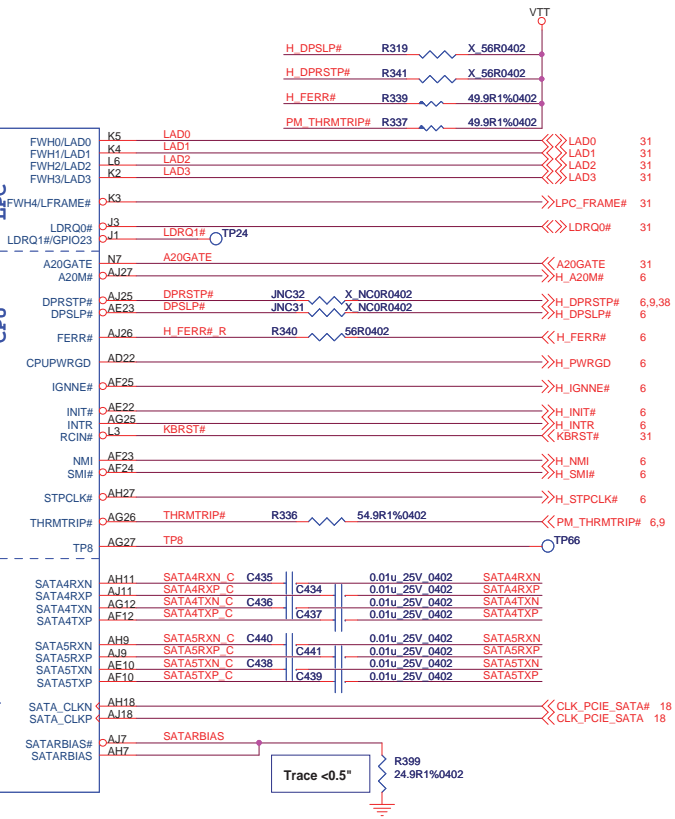 VTT
H_DPSLP# R319 X_56R0402
H_DPRSTP# R341 X_56R0402
H_FERR# R339 49.9R1%0402
PM_THRMTRIP# R337 49.9R1%0402
LPC
FWH0/LAD0 K5 LAD0 LAD0 31
FWH1/LAD1 K4 LAD1 LAD1 31
FWH2/LAD2 L6 LAD2 LAD2 31
FWH3/LAD3 K2 LAD3 LAD3 31
FWH4/LFRAME# K3 LPC_FRAME# 31
LDRQ0# J3 LDRQ0# 31
LDRQ1#/GPIO23 J1 LDRQ1# TP24
CPU
A20GATE N7 A20GATE A20GATE 31
A20M# AJ27 H_A20M# 6
DPRSTP# AJ25 DPRSTP# JNC32 X_NC0R0402 H_DPRSTP# 6,9,38
DPSLP# AE23 DPSLP# JNC31 X_NC0R0402 H_DPSLP# 6
FERR# AJ26 H_FERR#_R R340 56R0402 H_FERR# 6
CPUPWRGD AD22 H_PWRGD 6
IGNNE# AF25 H_IGNNE# 6
INIT# AE22 H_INIT# 6
INTR AG25 H_INTR 6
RCIN# L3 KBRST# KBRST# 31
NMI AF23 H_NMI 6
SMI# AF24 H_SMI# 6
STPCLK# AH27 H_STPCLK# 6
THRMTRIP# AG26 THRMTRIP# R336 54.9R1%0402 PM_THRMTRIP# 6,9
TP8 AG27 TP8 TP66
SATA4RXN AH11 SATA4RXN_C C435 0.01u_25V_0402 SATA4RXN
SATA4RXP AJ11 SATA4RXP_C C434 0.01u_25V_0402 SATA4RXP
SATA4TXN AG12 SATA4TXN_C C436 0.01u_25V_0402 SATA4TXN
SATA4TXP AF12 SATA4TXP_C C437 0.01u_25V_0402 SATA4TXP
SATA5RXN AH9 SATA5RXN_C C440 0.01u_25V_0402 SATA5RXN
SATA5RXP AJ9 SATA5RXP_C C441 0.01u_25V_0402 SATA5RXP
SATA5TXN AE10 SATA5TXN_C C438 0.01u_25V_0402 SATA5TXN
SATA5TXP AF10 SATA5TXP_C C439 0.01u_25V_0402 SATA5TXP
SATA_CLKN AH18 CLK_PCIE_SATA# 18
SATA_CLKP AJ18 CLK_PCIE_SATA 18
SATARBIAS# AJ7 SATARBIAS
SATARBIAS AH7
Trace <0.5"
R399
24.9R1%0402